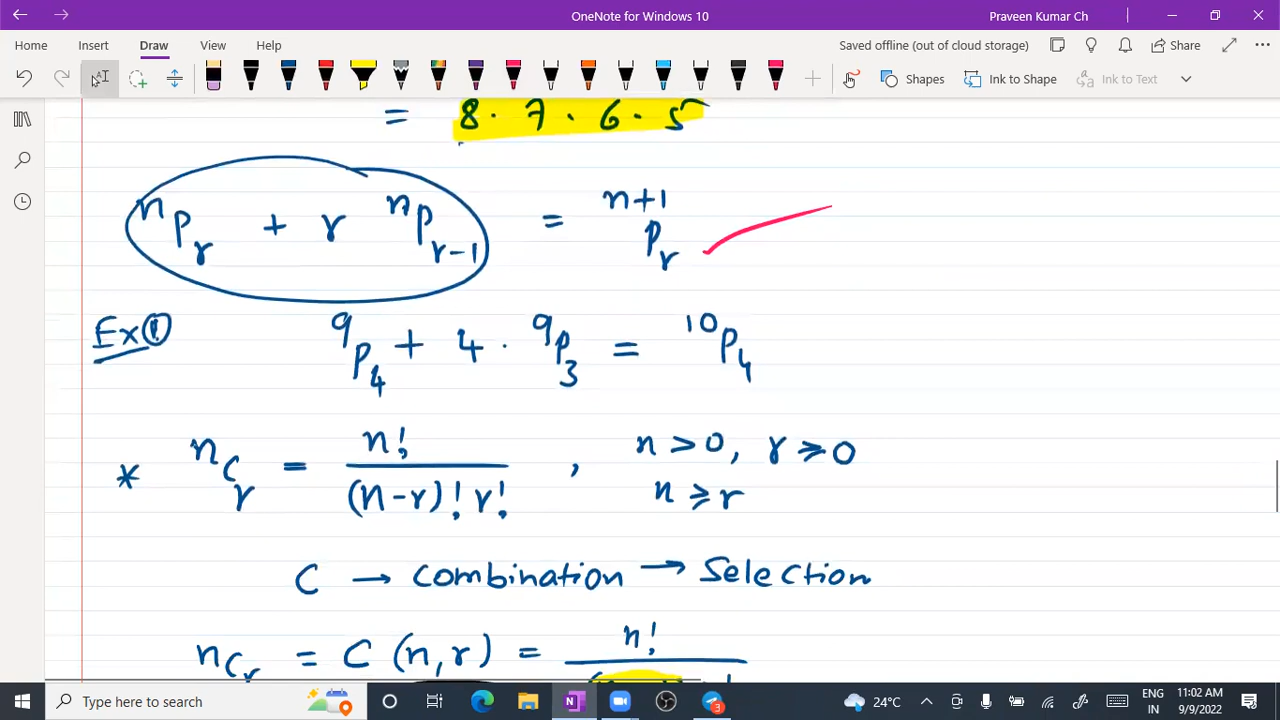 OneNote for Windows 10
Praveen Kumar Ch
Home Insert Draw View Help
Saved offline (out of cloud storage)
Share
Shapes
Ink to Shape
Ink to Text
= 8 · 7 · 6 · 5
ⁿPᵣ + r ⁿPᵣ₋₁ = ⁿ⁺¹Pᵣ
Ex① ⁹P₄ + 4 · ⁹P₃ = ¹⁰P₄
* ⁿCᵣ = n! / (n-r)! r! , n > 0, r ≥ 0
n ≥ r
C → Combination → Selection
ⁿCᵣ = C (n, r) = n!
Type here to search
24°C
ENG
IN
11:02 AM
9/9/2022
3